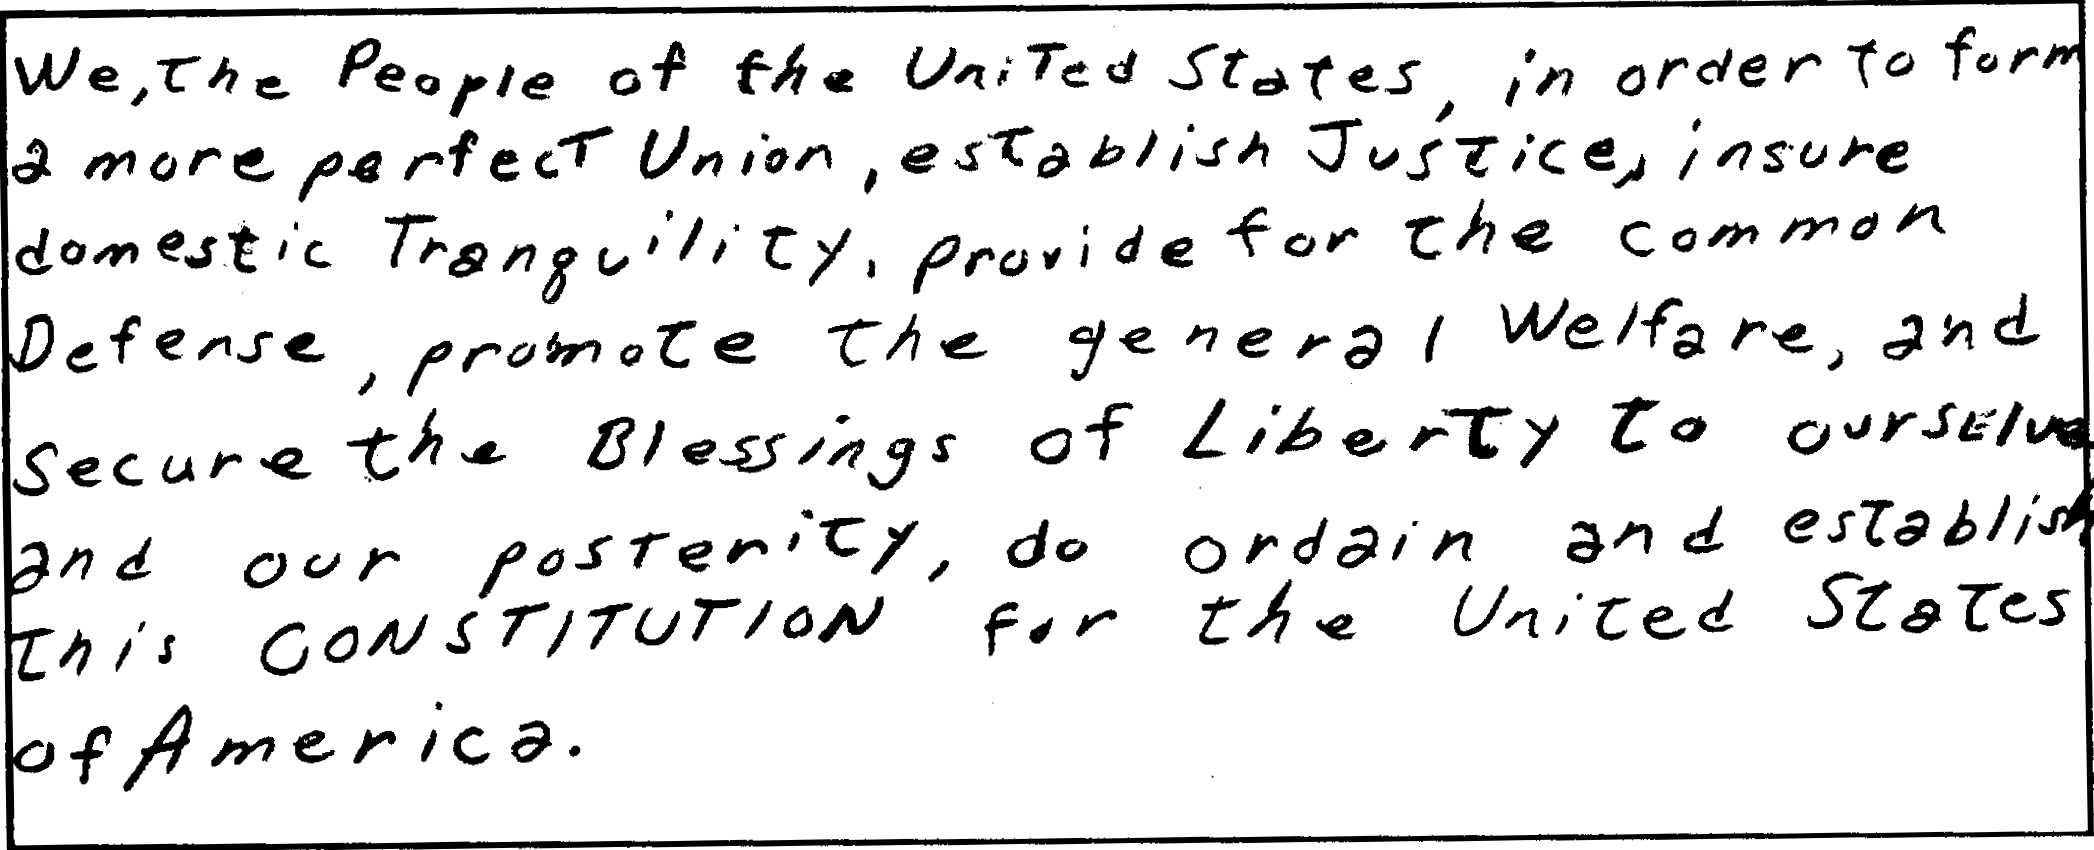 We, the People of the United States, in order to form
a more perfect Union, establish Justice, insure
domestic Tranquility, provide for the common
Defense, promote the general Welfare, and
secure the Blessings of Liberty to ourselve
and our posterity, do ordain and establish
this CONSTITUTION for the United States
of America.